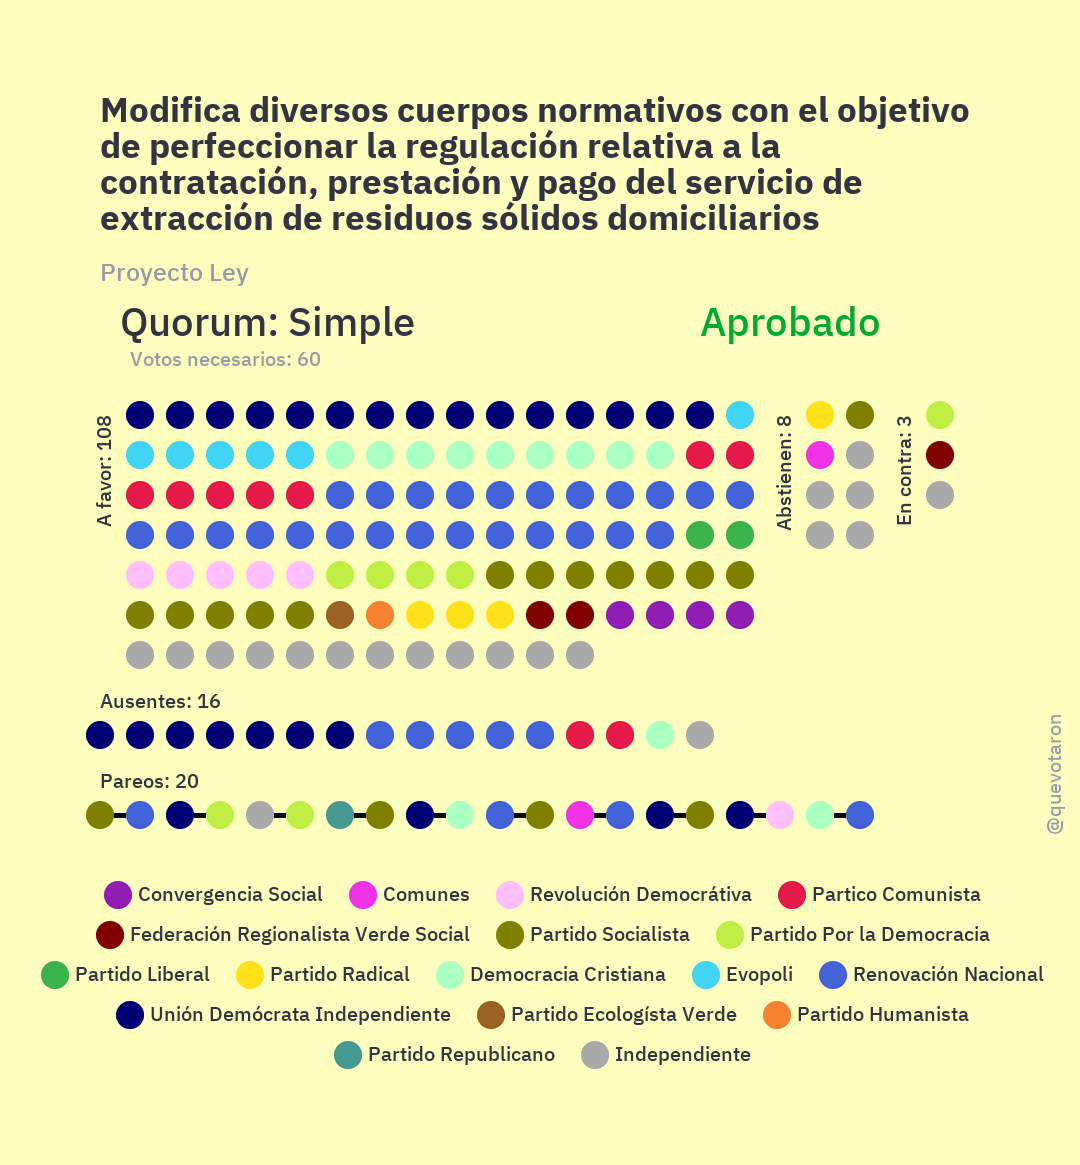 Modifica diversos cuerpos normativos con el objetivo
de perfeccionar la regulación relativa a la
contratación, prestación y pago del servicio de
extracción de residuos sólidos domiciliarios
Proyecto Ley
Quorum: Simple
Aprobado
Votos necesarios: 60
A favor: 108
Abstienen: 8
En contra: 3
Ausentes: 16
Pareos: 20
@quevotaron
Convergencia Social
Comunes
Revolución Democrátiva
Partico Comunista
Federación Regionalista Verde Social
Partido Socialista
Partido Por la Democracia
Partido Liberal
Partido Radical
Democracia Cristiana
Evopoli
Renovación Nacional
Unión Demócrata Independiente
Partido Ecologísta Verde
Partido Humanista
Partido Republicano
Independiente